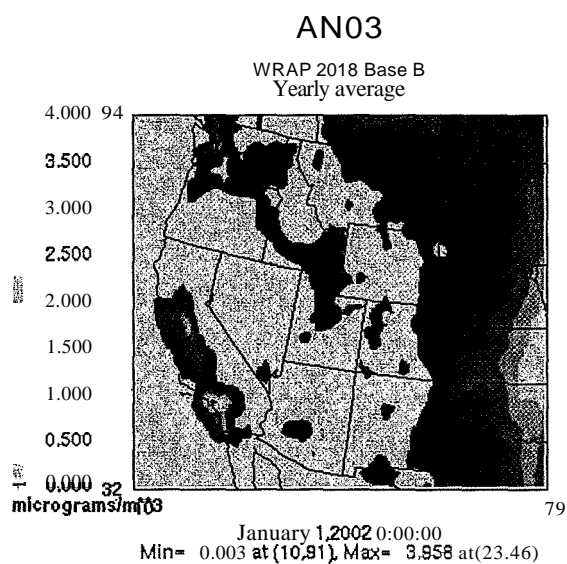 AN03
WRAP 2018 Base B
Yearly average
4.000 94
3.500
3.000
2.500
2.000
1.500
1.000
0.500
0.000 32
micrograms/m**3
79
January 1,2002 0:00:00
Min= 0.003 at (10,91), Max= 3.958 at(23.46)